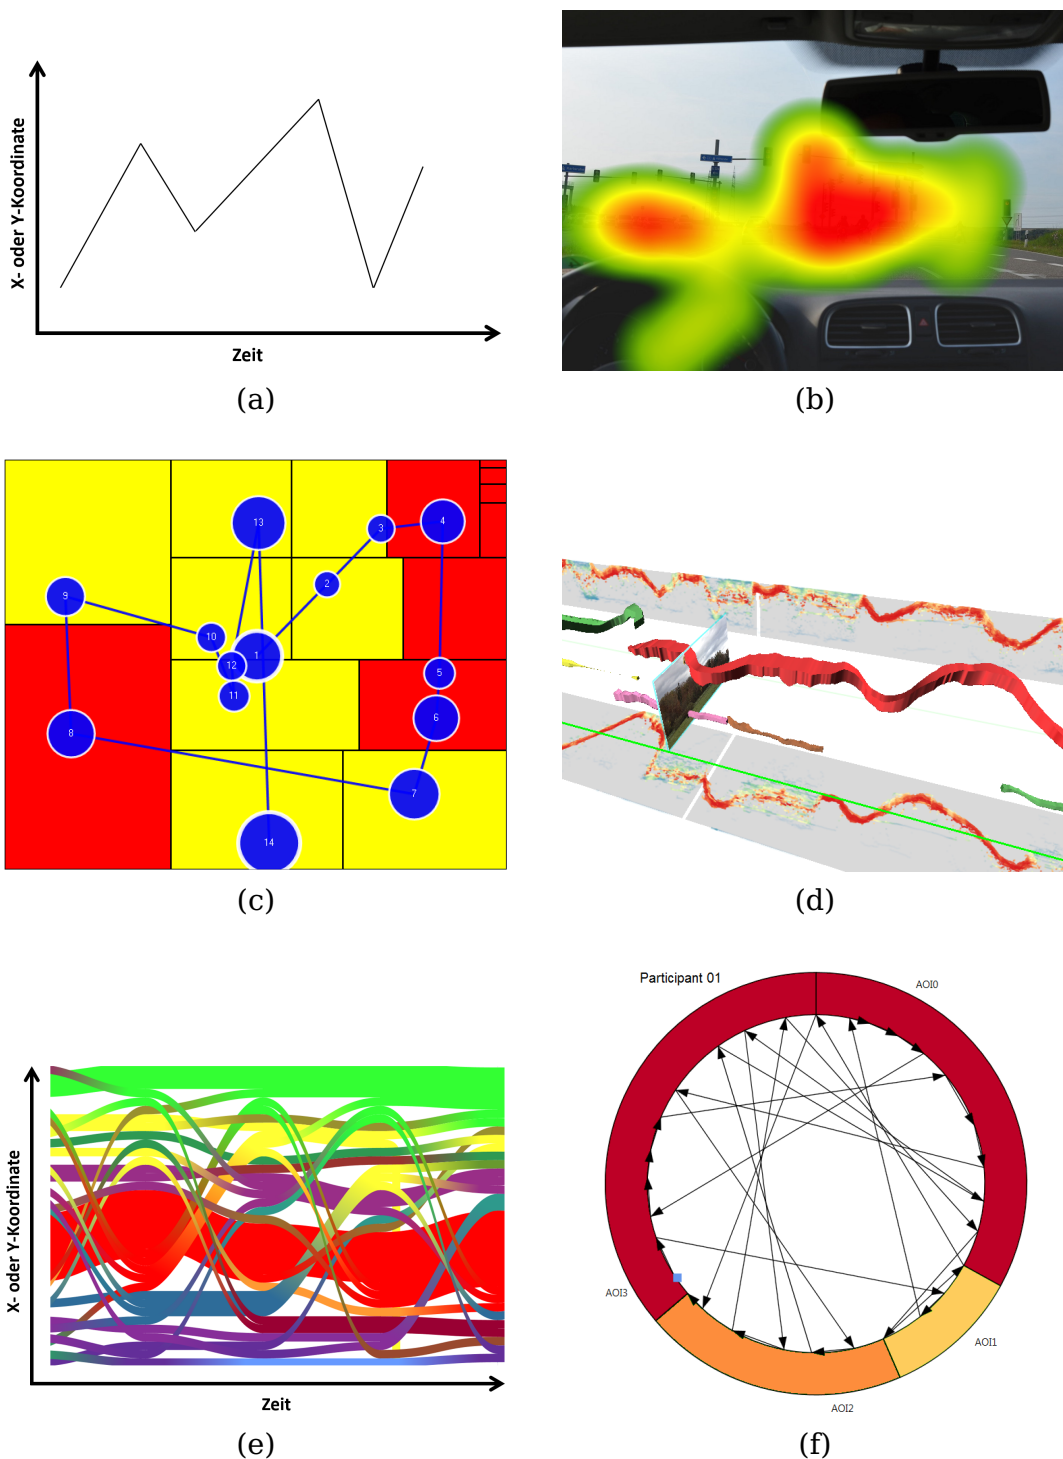 X- oder Y-Koordinate
Zeit
(a)
(b)
13
4
3
2
9
10
1
12
5
11
6
8
7
14
(c)
(d)
X- oder Y-Koordinate
Zeit
(e)
Participant 01
AOI0
AOI3
AOI1
AOI2
(f)